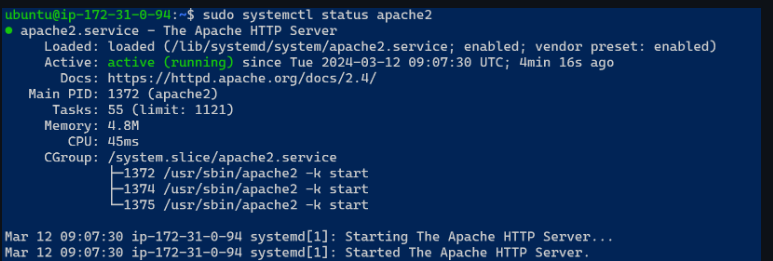 ubuntu@ip-172-31-0-94:~$ sudo systemctl status apache2
● apache2.service - The Apache HTTP Server
     Loaded: loaded (/lib/systemd/system/apache2.service; enabled; vendor preset: enabled)
     Active: active (running) since Tue 2024-03-12 09:07:30 UTC; 4min 16s ago
       Docs: https://httpd.apache.org/docs/2.4/
   Main PID: 1372 (apache2)
      Tasks: 55 (limit: 1121)
     Memory: 4.8M
        CPU: 45ms
     CGroup: /system.slice/apache2.service
             ├─1372 /usr/sbin/apache2 -k start
             ├─1374 /usr/sbin/apache2 -k start
             └─1375 /usr/sbin/apache2 -k start

Mar 12 09:07:30 ip-172-31-0-94 systemd[1]: Starting The Apache HTTP Server...
Mar 12 09:07:30 ip-172-31-0-94 systemd[1]: Started The Apache HTTP Server.